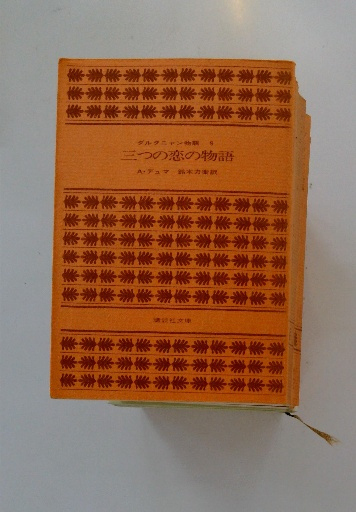 ダルタニャン物語 8
三つの恋の物語
A・デュマ 鈴木力衛訳
講談社文庫